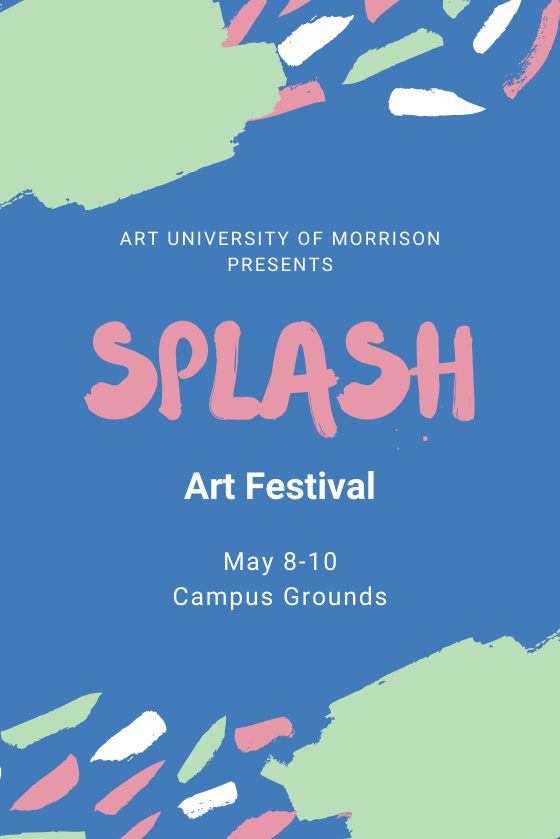 ART UNIVERSITY OF MORRISON
PRESENTS
SPLASH
Art Festival
May 8-10
Campus Grounds